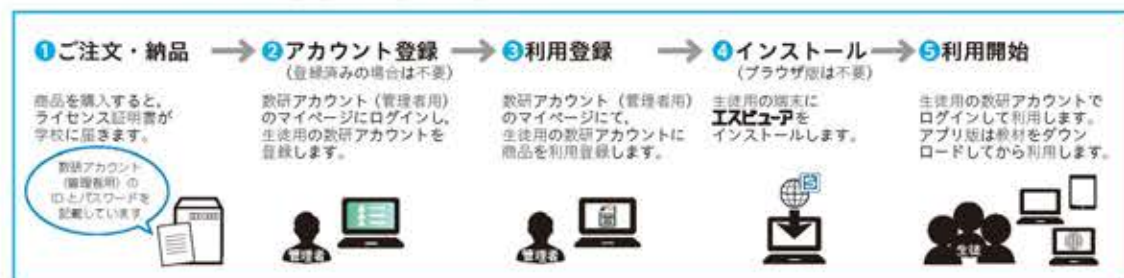 ❶ご注文・納品
商品を購入すると、
ライセンス証明書が
学校に届きます。
数研アカウント
(管理者用)の
IDとパスワードを
記載しています
❷アカウント登録
(登録済みの場合は不要)
数研アカウント(管理者用)
のマイページにログインし、
生徒用の数研アカウントを
登録します。
管理者
❸利用登録
数研アカウント(管理者用)
のマイページにて、
生徒用の数研アカウントに
商品を利用登録します。
管理者
❹インストール
(ブラウザ版は不要)
生徒用の端末に
エスビューアを
インストールします。
❺利用開始
生徒用の数研アカウントで
ログインして利用します。
アプリ版は教材をダウン
ロードしてから利用します。
生徒